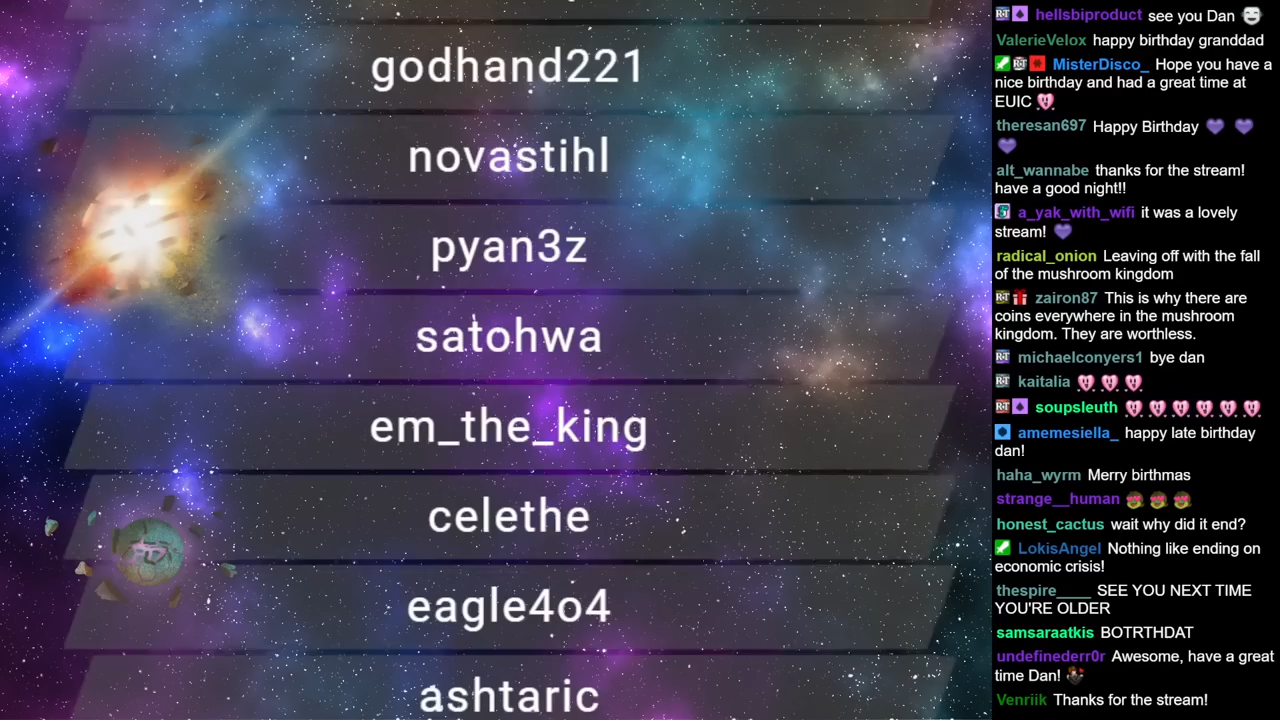 godhand221
novastihl
pyan3z
satohwa
em_the_king
celethe
eagle4o4
ashtaric
hellsbiproduct see you Dan
ValerieVelox happy birthday granddad
MisterDisco_ Hope you have a
nice birthday and had a great time at
EUIC
theresan697 Happy Birthday
alt_wannabe thanks for the stream!
have a good night!!
a_yak_with_wifi it was a lovely
stream!
radical_onion Leaving off with the fall
of the mushroom kingdom
zairon87 This is why there are
coins everywhere in the mushroom
kingdom. They are worthless.
michaelconyers1 bye dan
kaitalia
soupsleuth
amemesiella_ happy late birthday
dan!
haha_wyrm Merry birthmas
strange__human
honest_cactus wait why did it end?
LokisAngel Nothing like ending on
economic crisis!
thespire____ SEE YOU NEXT TIME
YOU'RE OLDER
samsaraatkis BOTRTHDAT
undefinederr0r Awesome, have a great
time Dan!
Venriik Thanks for the stream!